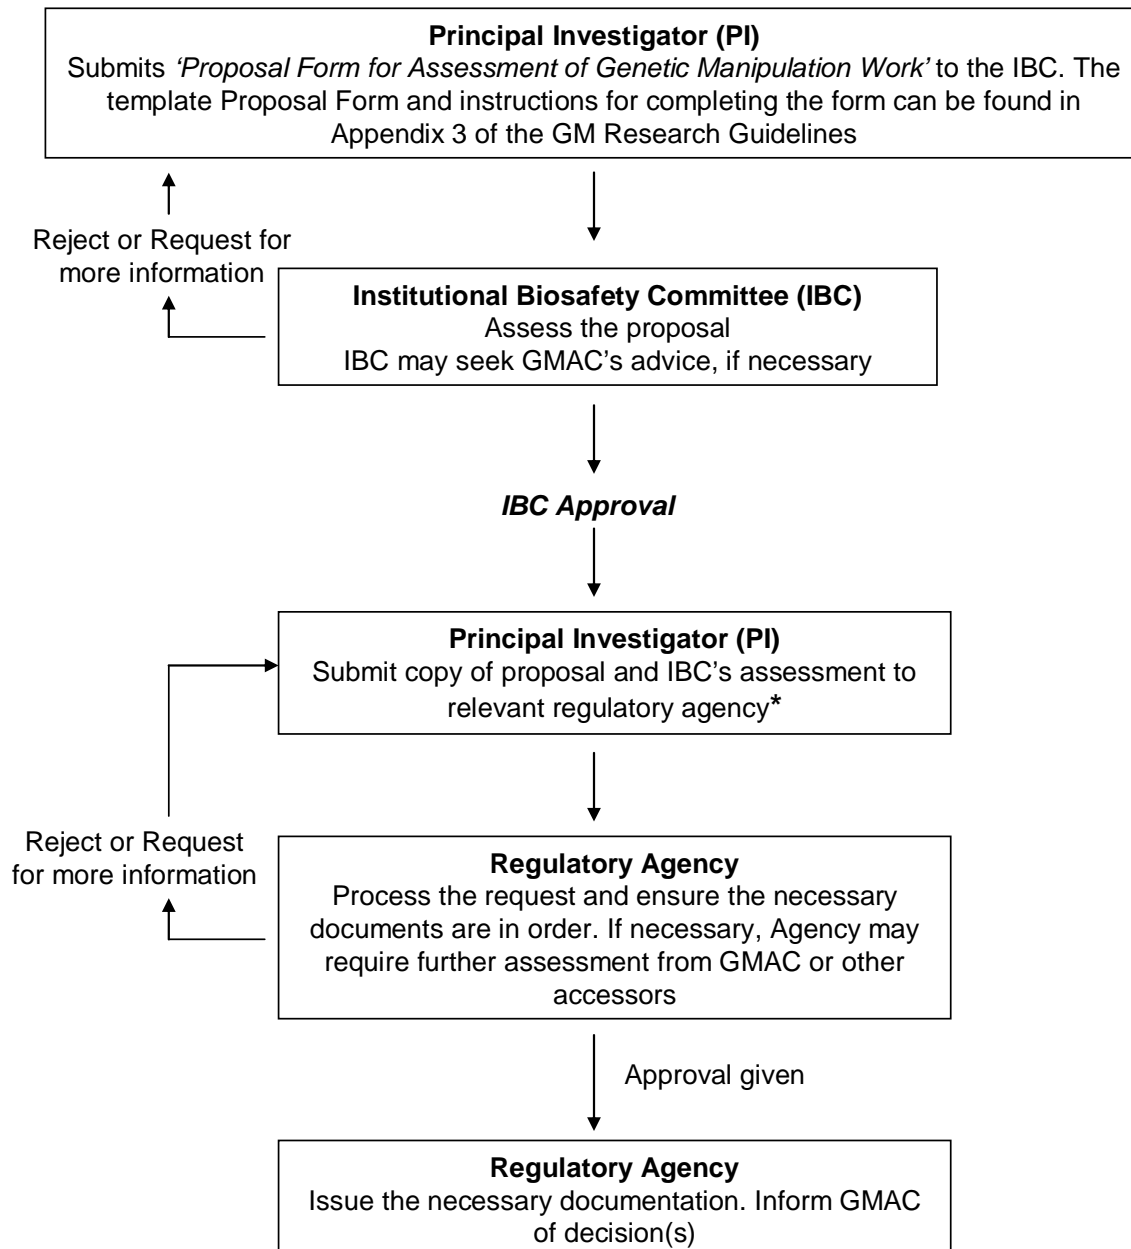 Principal Investigator (PI)
Submits ‘Proposal Form for Assessment of Genetic Manipulation Work’ to the IBC. The
template Proposal Form and instructions for completing the form can be found in
Appendix 3 of the GM Research Guidelines
Reject or Request for
more information
Institutional Biosafety Committee (IBC)
Assess the proposal
IBC may seek GMAC’s advice, if necessary
IBC Approval
Principal Investigator (PI)
Submit copy of proposal and IBC’s assessment to
relevant regulatory agency*
Reject or Request
for more information
Regulatory Agency
Process the request and ensure the necessary
documents are in order. If necessary, Agency may
require further assessment from GMAC or other
accessors
Approval given
Regulatory Agency
Issue the necessary documentation. Inform GMAC
of decision(s)